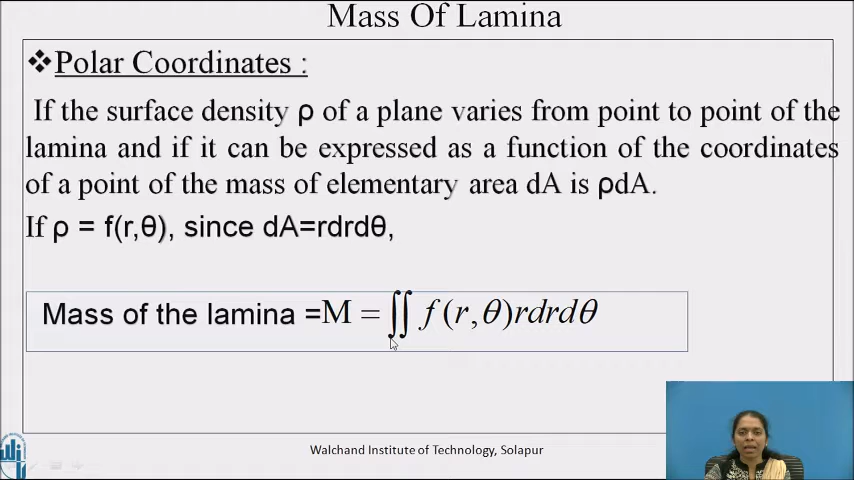 Mass Of Lamina
❖Polar Coordinates :
If the surface density ρ of a plane varies from point to point of the
lamina and if it can be expressed as a function of the coordinates
of a point of the mass of elementary area dA is ρdA.
If ρ = f(r,θ), since dA=rdrdθ,
Mass of the lamina =M = ∬ f (r,θ)rdrdθ
Walchand Institute of Technology, Solapur